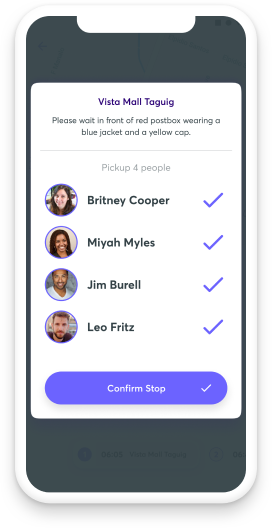 Vista Mall Taguig
Please wait in front of red postbox wearing a
blue jacket and a yellow cap.
Pickup 4 people
Britney Cooper
Miyah Myles
Jim Burell
Leo Fritz
Confirm Stop
Vista Mall Taguig